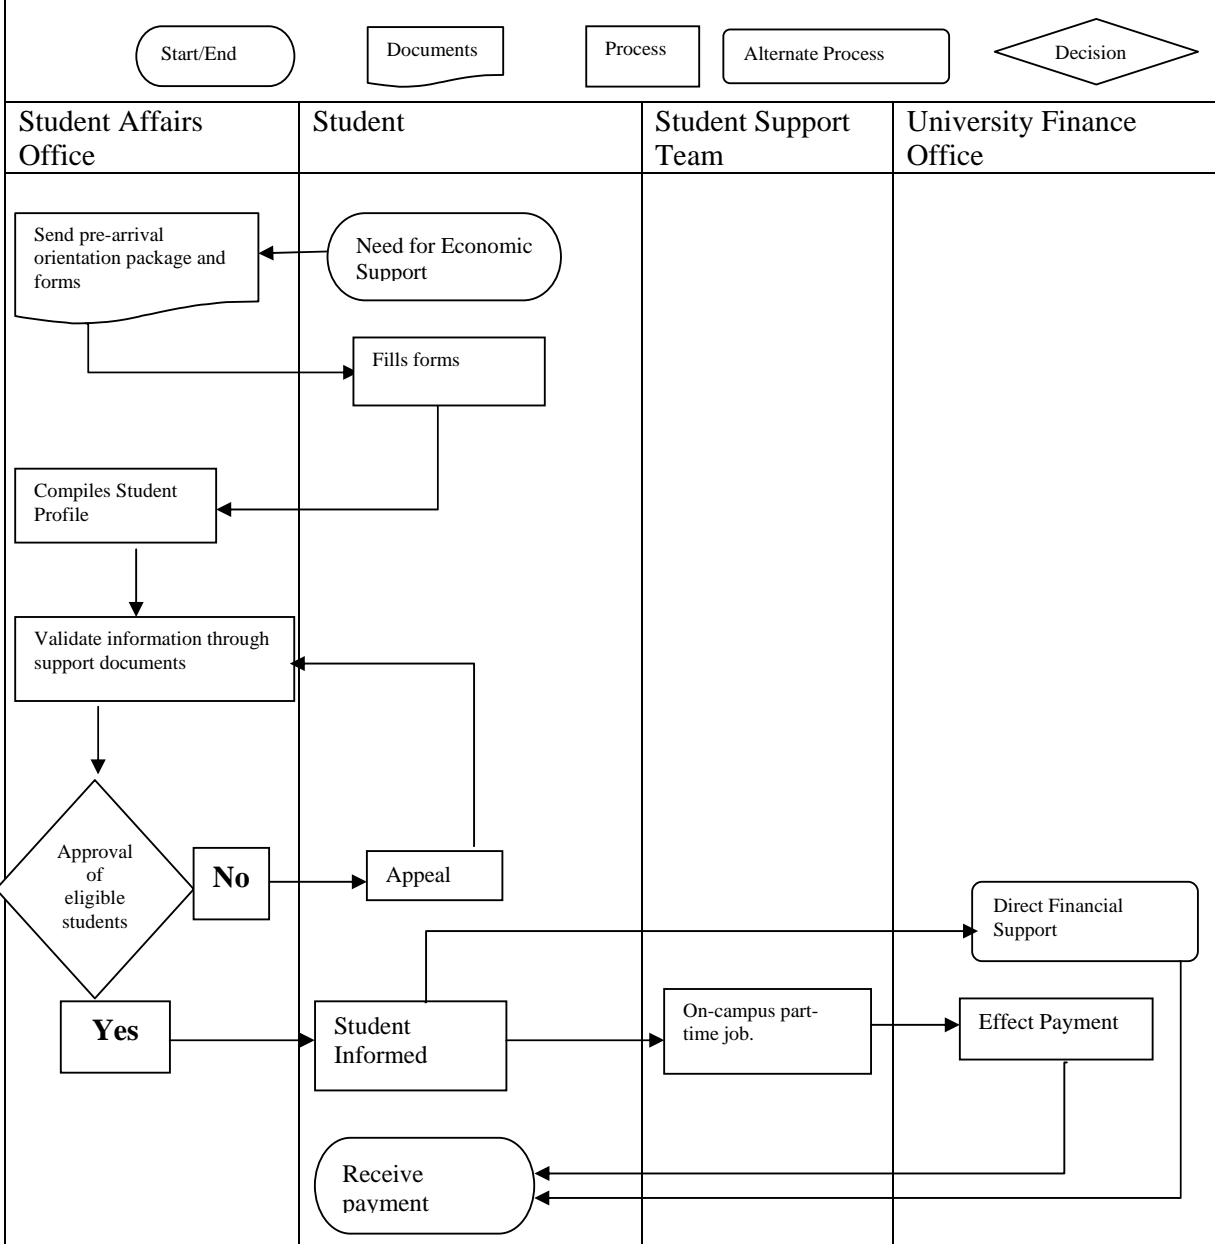 Start/End
Documents
Process
Alternate Process
Decision
Student Affairs
Office
Student
Student Support
Team
University Finance
Office
Send pre-arrival
orientation package and
forms
Need for Economic
Support
Fills forms
Compiles Student
Profile
Validate information through
support documents
Approval
of
eligible
students
No
Appeal
Direct Financial
Support
Yes
Student
Informed
On-campus part-
time job.
Effect Payment
Receive
payment